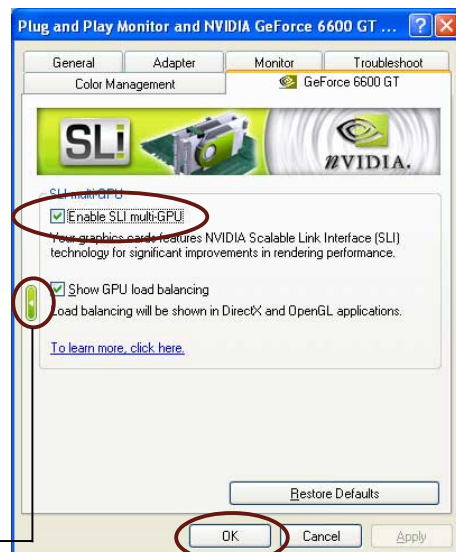 Plug and Play Monitor and NVIDIA GeForce 6600 GT ...
General Adapter Monitor Troubleshoot
Color Management GeForce 6600 GT
SLI
NVIDIA.
SLI multi-GPU
Enable SLI multi-GPU
Your graphics cards features NVIDIA Scalable Link Interface (SLI)
technology for significant improvements in rendering performance.
Show GPU load balancing
Load balancing will be shown in DirectX and OpenGL applications.
To learn more, click here.
Restore Defaults
OK Cancel Apply